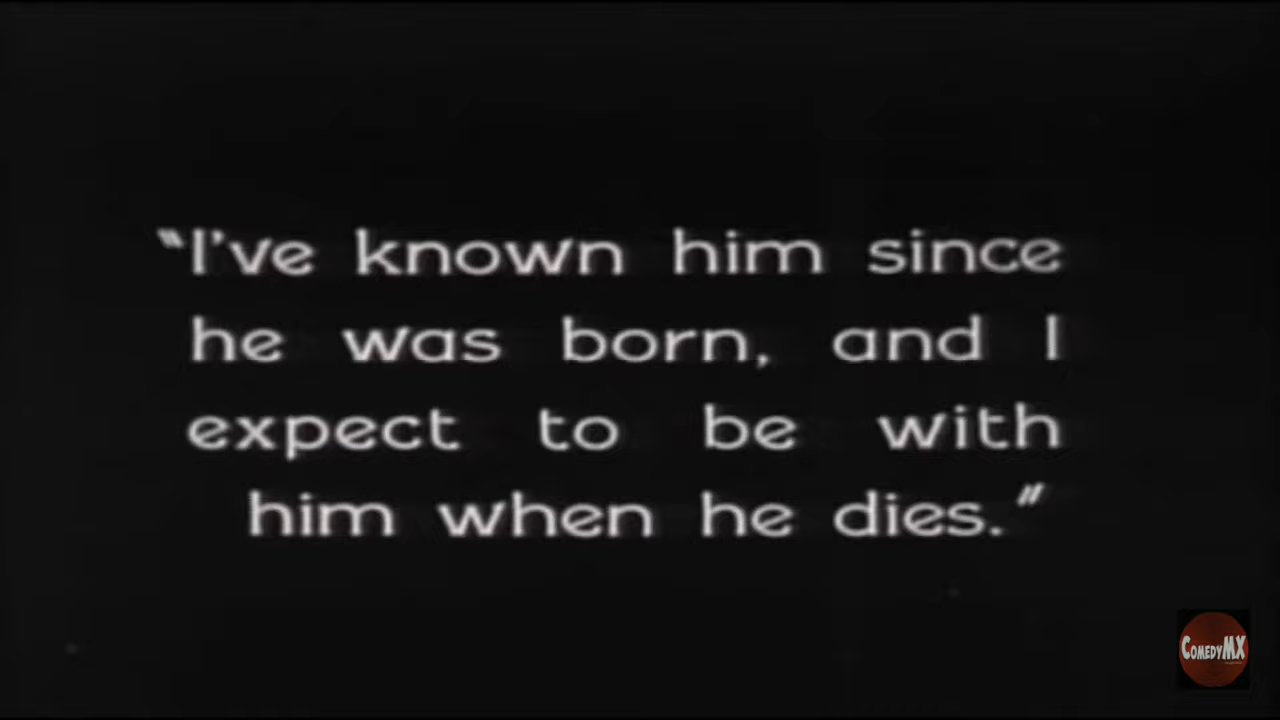 “I’ve known him since
he was born, and I
expect to be with
him when he dies.”
COMEDYMX